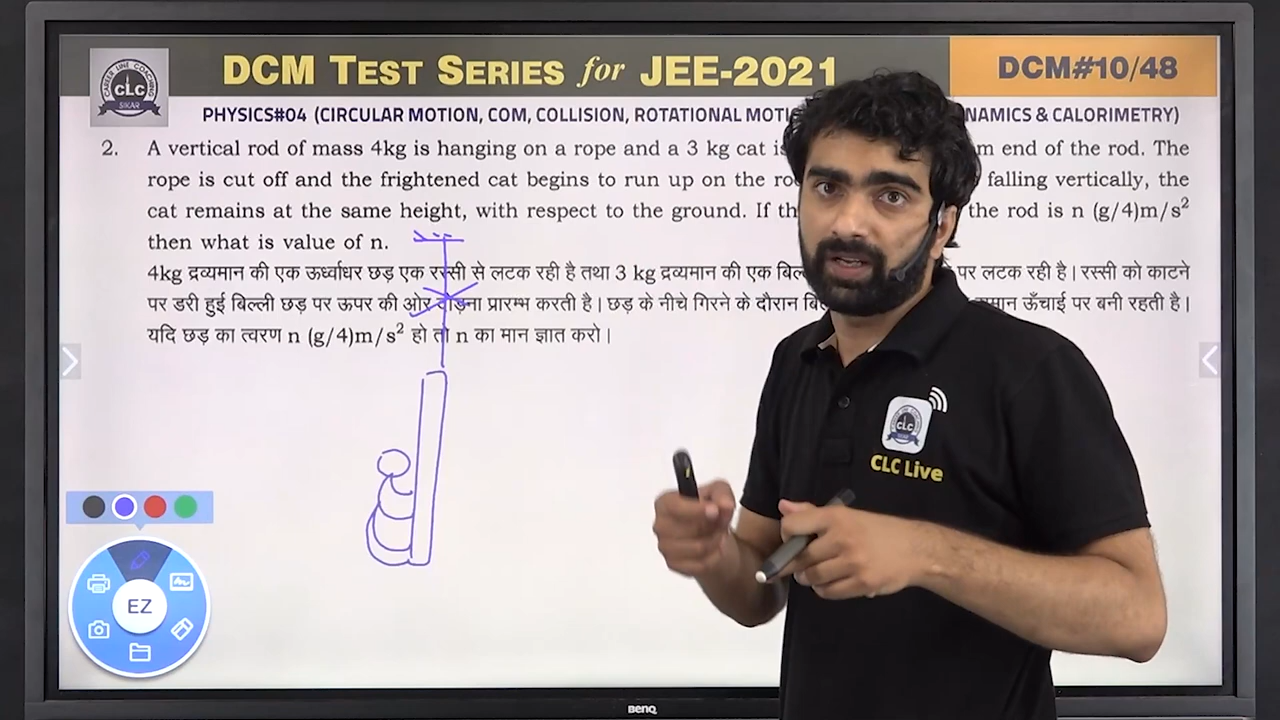 DCM TEST SERIES for JEE-2021
DCM#10/48
CAREER LINE COACHING
CLC
SIKAR
PHYSICS#04 (CIRCULAR MOTION, COM, COLLISION, ROTATIONAL NAMICS & CALORIMETRY)
2. A vertical rod of mass 4kg is hanging on a rope and a 3 kg cat end of the rod. The
rope is cut off and the frightened cat begins to run up on the falling vertically, the
cat remains at the same height, with respect to the ground. If the rod is n (g/4)m/s²
then what is value of n.
4kg द्रव्यमान की एक ऊर्ध्वाधर छड़ एक रस्सी से लटक रही है तथा 3 kg द्रव्यमान की एक पर लटक रही है। रस्सी को काटने
पर डरी हुई बिल्ली छड़ पर ऊपर की ओर दौड़ना प्रारम्भ करती है। छड़ के नीचे गिरने के दौरान ऊँचाई पर बनी रहती है।
यदि छड़ का त्वरण n (g/4)m/s² हो तो n का मान ज्ञात करो।
CLC
CLC Live
EZ
BenQ